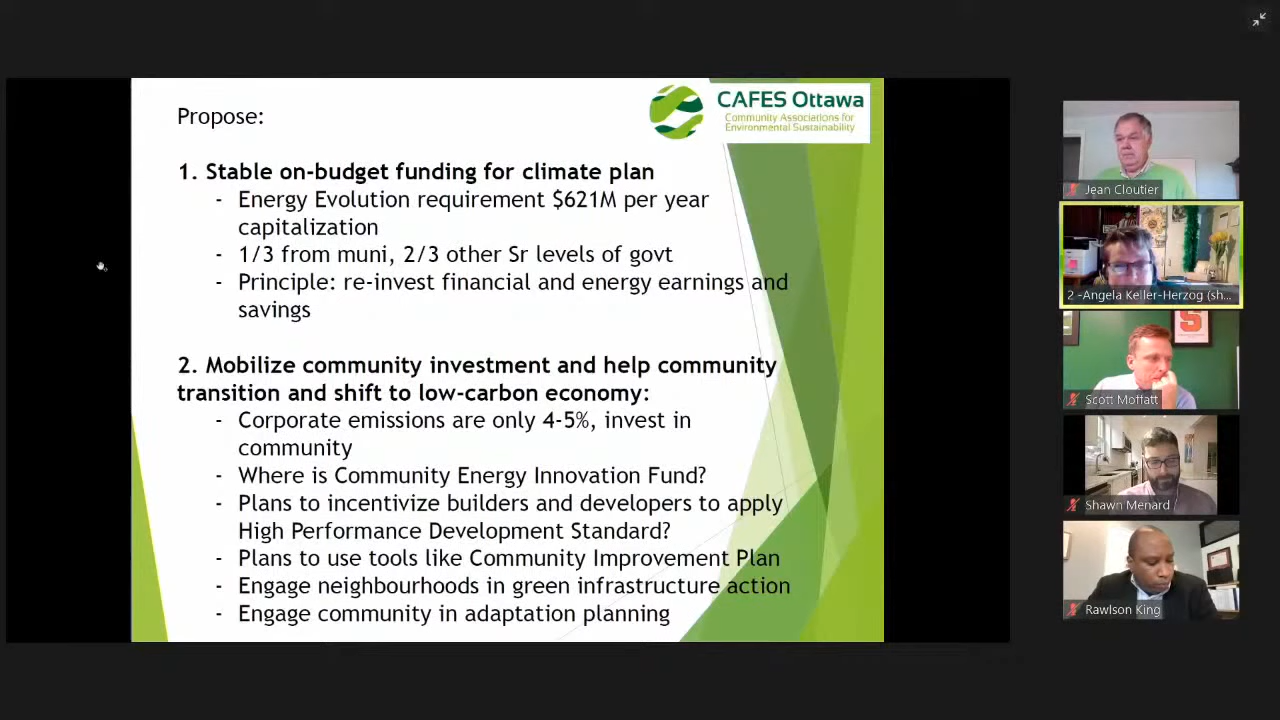 Propose:
CAFES Ottawa
Community Associations for
Environmental Sustainability
1. Stable on-budget funding for climate plan
- Energy Evolution requirement $621M per year
capitalization
- 1/3 from muni, 2/3 other Sr levels of govt
- Principle: re-invest financial and energy earnings and
savings
2. Mobilize community investment and help community
transition and shift to low-carbon economy:
- Corporate emissions are only 4-5%, invest in
community
- Where is Community Energy Innovation Fund?
- Plans to incentivize builders and developers to apply
High Performance Development Standard?
- Plans to use tools like Community Improvement Plan
- Engage neighbourhoods in green infrastructure action
- Engage community in adaptation planning
Jean Cloutier
2 -Angela Keller-Herzog (sh...
S
Scott Moffatt
Shawn Menard
Rawlson King